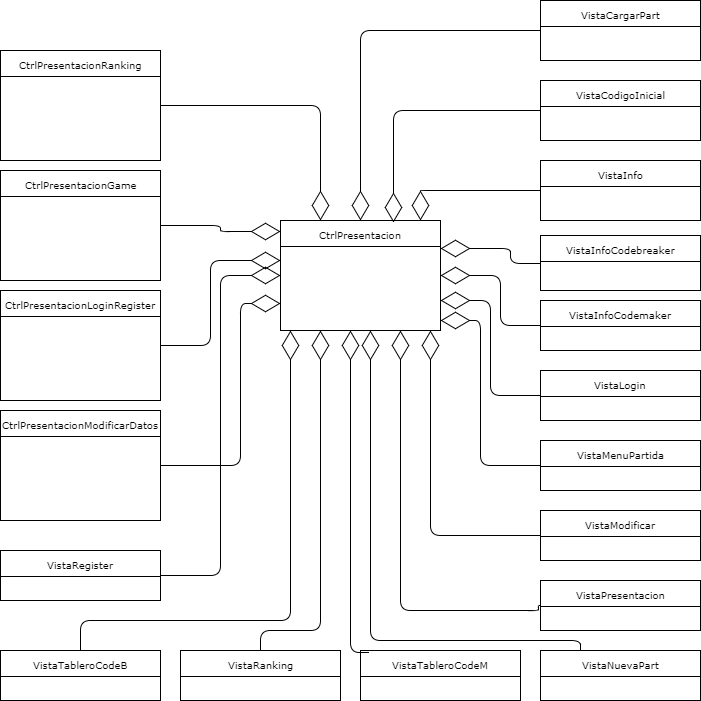 VistaCargarPart
CtrlPresentacionRanking
VistaCodigoInicial
CtrlPresentacionGame
VistaInfo
CtrlPresentacion
VistaInfoCodebreaker
CtrlPresentacionLoginRegister
VistaInfoCodemaker
VistaLogin
CtrlPresentacionModificarDatos
VistaMenuPartida
VistaModificar
VistaRegister
VistaPresentacion
VistaTableroCodeB
VistaRanking
VistaTableroCodeM
VistaNuevaPart